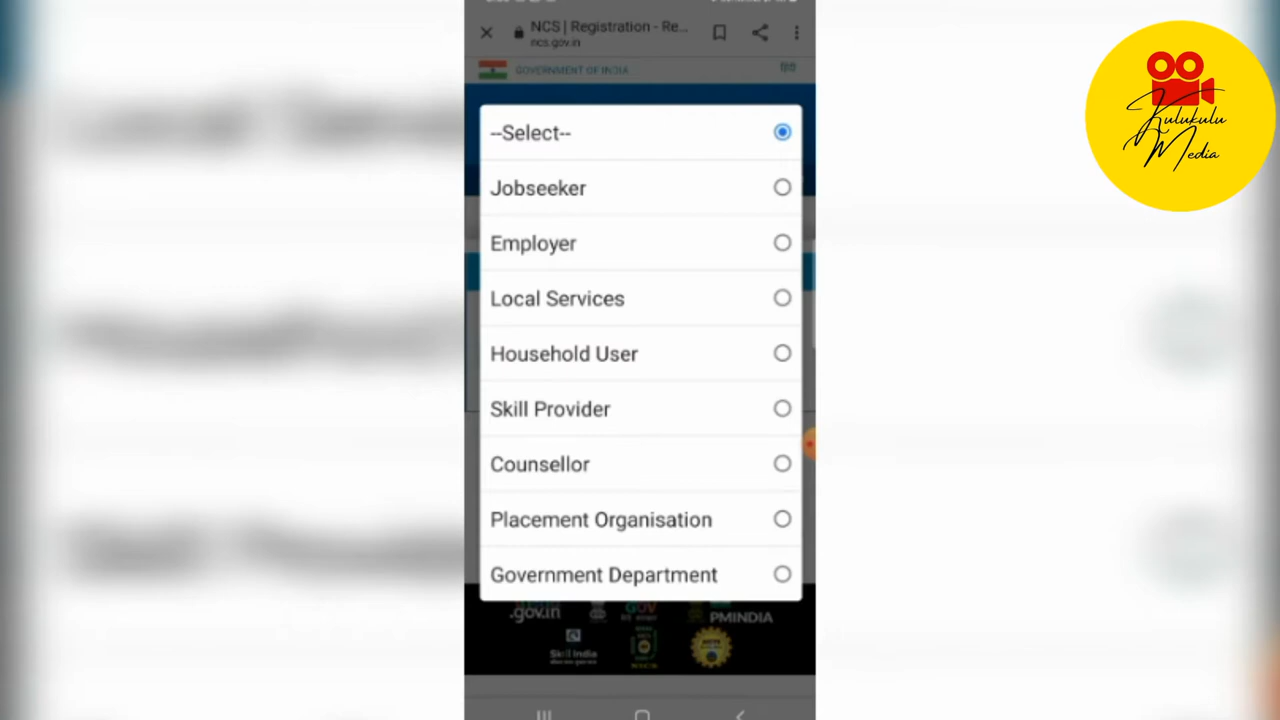 NCS | Registration - Re...
ncs.gov.in
GOVERNMENT OF INDIA
हिंदी
--Select--
Jobseeker
Employer
Local Services
Household User
Skill Provider
Counsellor
Placement Organisation
Government Department
.gov.in
GOV
PMINDIA
Skill India
Kulukulu
Media